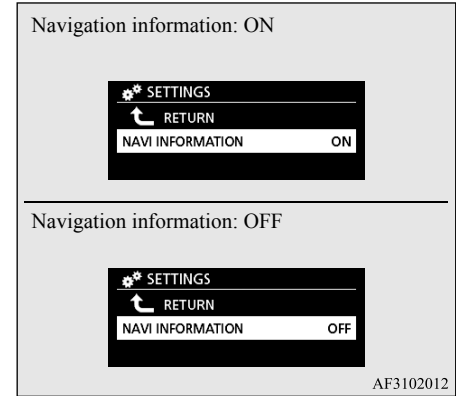 Navigation information: ON
SETTINGS
RETURN
NAVI INFORMATION ON
Navigation information: OFF
SETTINGS
RETURN
NAVI INFORMATION OFF
AF3102012